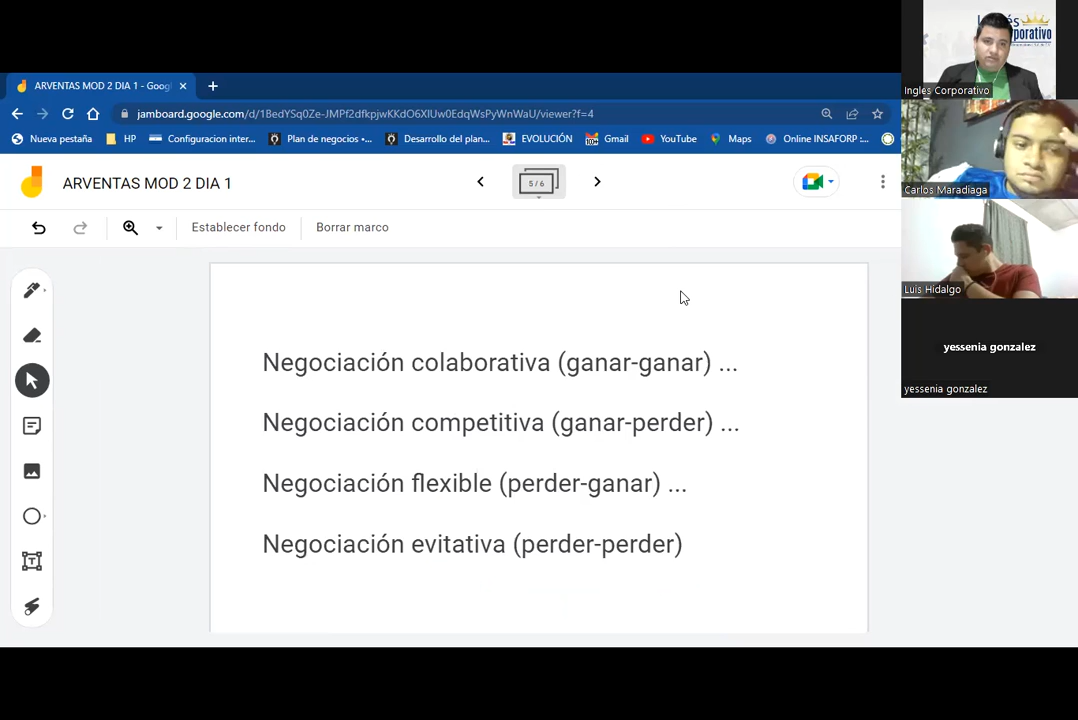 ARVENTAS MOD 2 DIA 1 - Goog
jamboard.google.com/d/18edYSq0Ze-JMPf2dfkpjwKKdO6XlUw0EdqWsPyWnWaU/viewer?f=4
Nueva pestaña
HP
Configuracion inter...
Plan de negocios •...
Desarrollo del plan...
EVOLUCIÓN
Gmail
YouTube
Maps
Online INSAFORP :...
ARVENTAS MOD 2 DIA 1
5 / 6
Establecer fondo
Borrar marco
Negociación colaborativa (ganar-ganar) ...
Negociación competitiva (ganar-perder) ...
Negociación flexible (perder-ganar) ...
Negociación evitativa (perder-perder)
Inglés Corporativo
Carlos Maradiaga
Luis Hidalgo
yessenia gonzalez
yessenia gonzalez